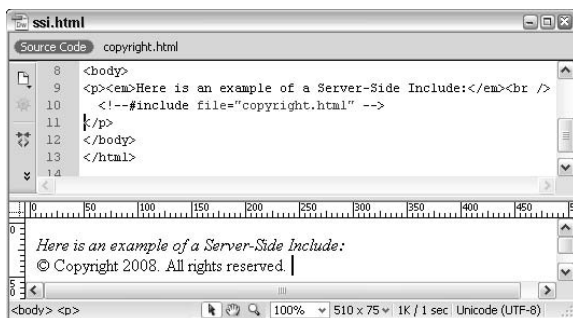 ssi.html
Source Code copyright.html
8 <body>
9 <p><em>Here is an example of a Server-Side Include:</em><br />
10 <!--#include file="copyright.html" -->
11 </p>
12 </body>
13 </html>
14
0 50 100 150 200 250 300 350 400 450
Here is an example of a Server-Side Include:
© Copyright 2008. All rights reserved.
<body> <p> 100% 510 x 75 1K / 1 sec Unicode (UTF-8)